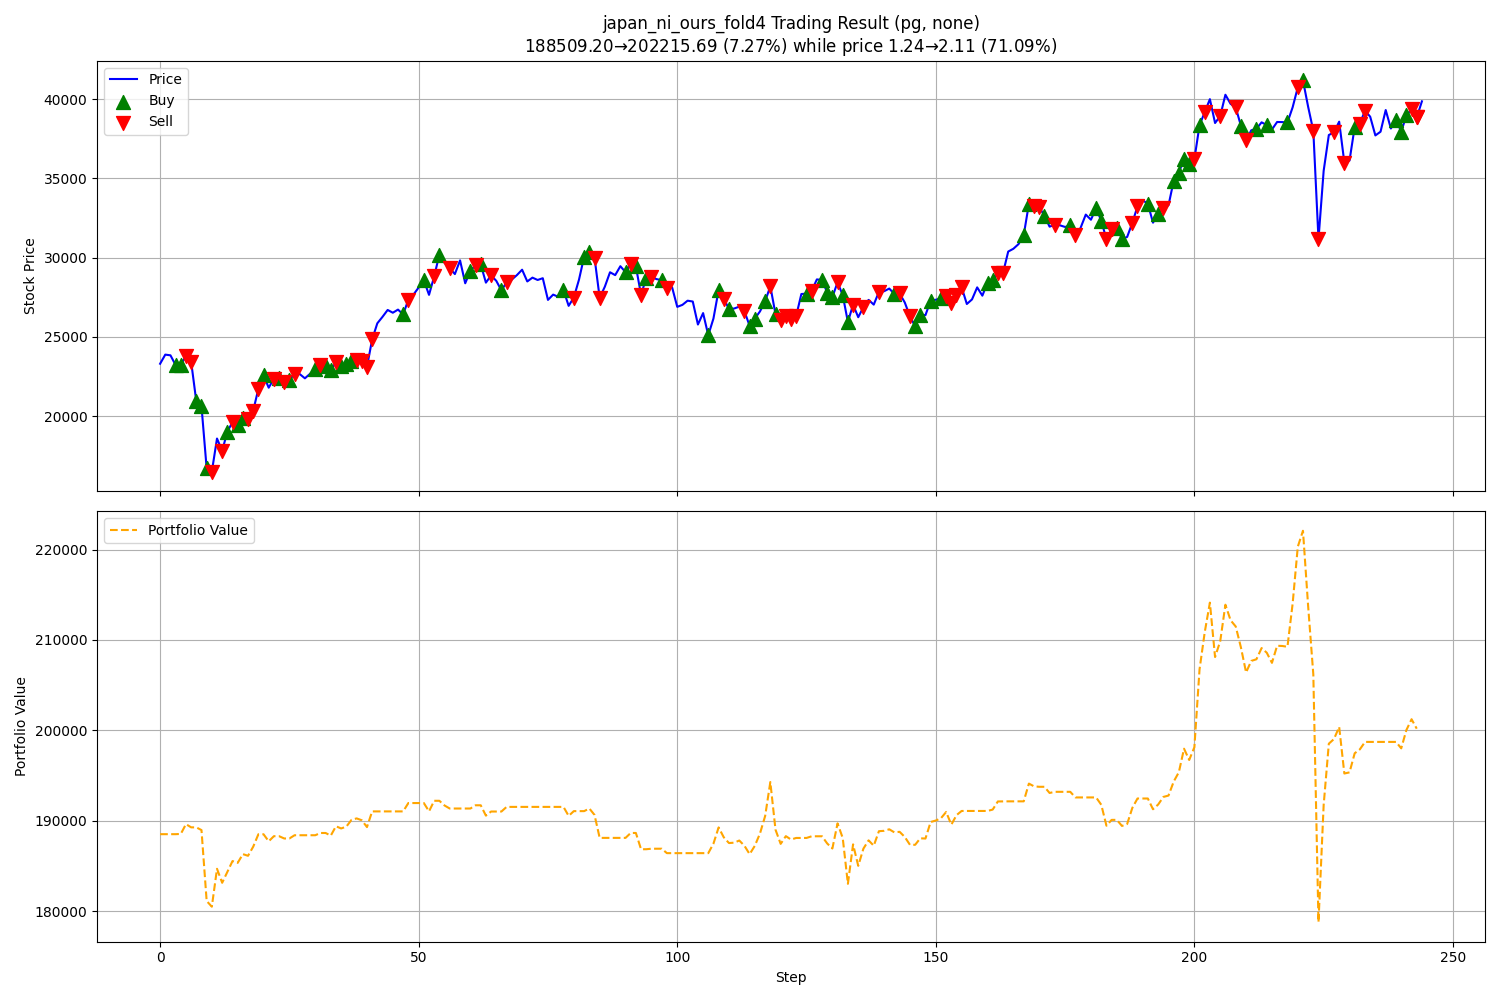 japan_ni_ours_fold4 Trading Result (pg, none)
188509.20→202215.69 (7.27%) while price 1.24→2.11 (71.09%)
Price
Buy
Sell
40000
35000
30000
25000
20000
Stock Price
Portfolio Value
220000
210000
200000
190000
180000
Portfolio Value
0
50
100
150
200
250
Step